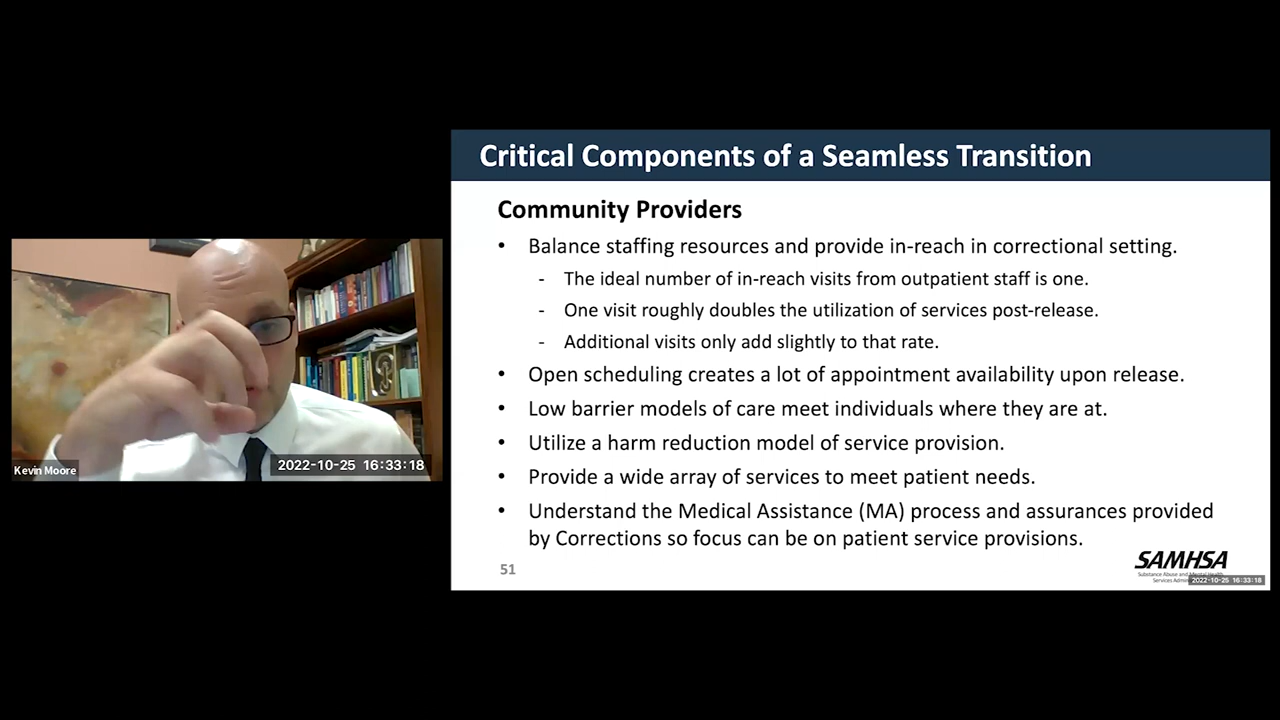 Critical Components of a Seamless Transition
Community Providers
• Balance staffing resources and provide in-reach in correctional setting.
- The ideal number of in-reach visits from outpatient staff is one.
- One visit roughly doubles the utilization of services post-release.
- Additional visits only add slightly to that rate.
• Open scheduling creates a lot of appointment availability upon release.
• Low barrier models of care meet individuals where they are at.
• Utilize a harm reduction model of service provision.
• Provide a wide array of services to meet patient needs.
• Understand the Medical Assistance (MA) process and assurances provided
by Corrections so focus can be on patient service provisions.
51
SAMHSA
Substance Abuse and Mental Health
Services
2022-10-25 16:33:18
Kevin Moore
2022-10-25 16:33:18